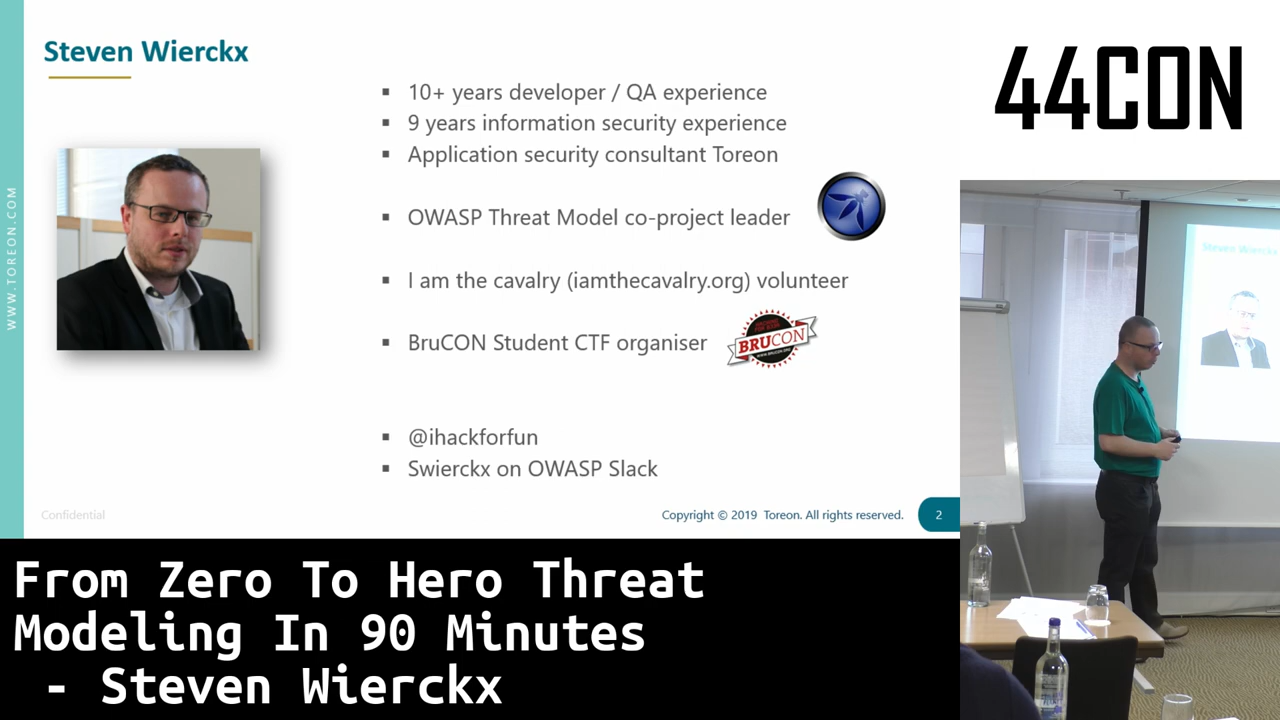 Steven Wierckx
10+ years developer / QA experience
9 years information security experience
Application security consultant Toreon
OWASP Threat Model co-project leader
I am the cavalry (iamthecavalry.org) volunteer
BruCON Student CTF organiser
BRUCON
@ihackforfun
Swierckx on OWASP Slack
WWW.TOREON.COM
Confidential
Copyright © 2019 Toreon. All rights reserved.
2
44CON
Steven Wierckx
From Zero To Hero Threat
Modeling In 90 Minutes
- Steven Wierckx